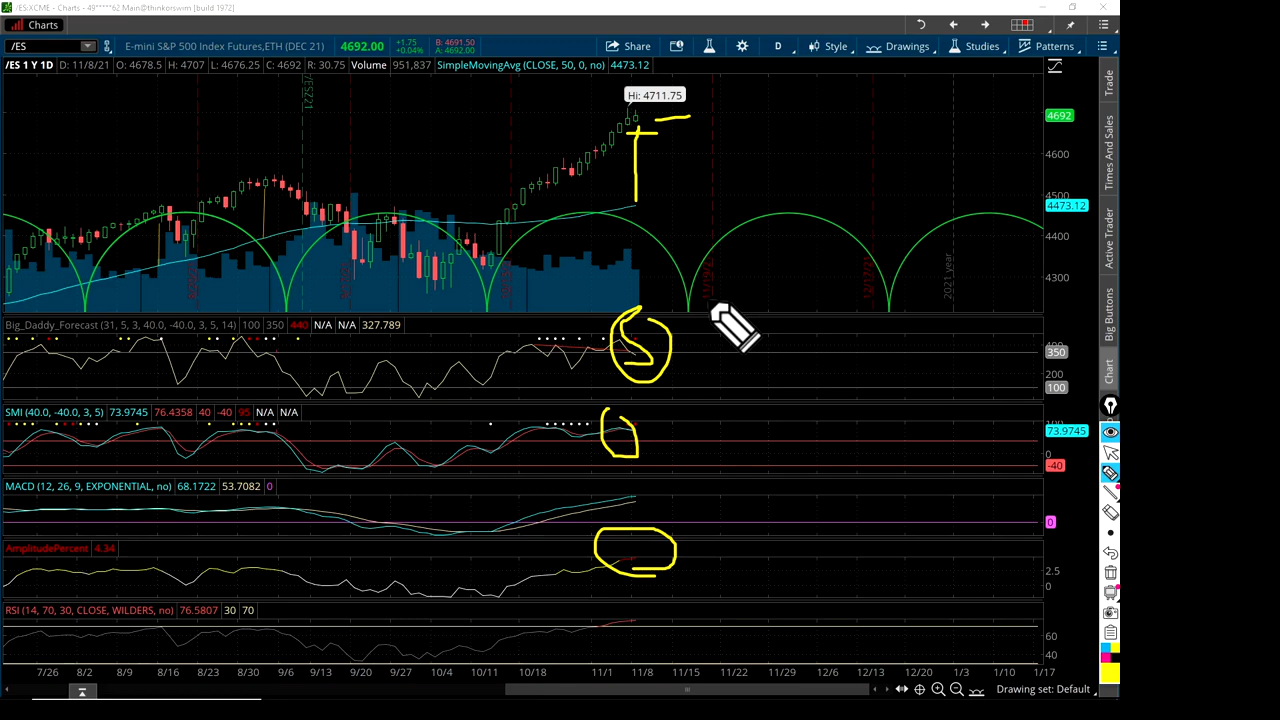 /ES:XCME - Charts - 49*****62 Main@thinkorswim [build 1972]
Charts
/ES E-mini S&P 500 Index Futures,ETH (DEC 21) 4692.00 +1.75 +0.04% B: 4691.50 A: 4692.00 Share D Style Drawings Studies Patterns
/ES 1 Y 1D D: 11/8/21 O: 4678.5 H: 4707 L: 4676.25 C: 4692 R: 30.75 Volume 951,837 SimpleMovingAvg (CLOSE, 50, 0, no) 4473.12
Hi: 4711.75
4692
4600
4500
4473.12
4400
4300
/ESZ21
11/19/21
12/17/21
2021 year
Big_Daddy_Forecast (31, 5, 3, 40.0, -40.0, 3, 5, 14) 100 350 440 N/A N/A 327.789
350
200
100
SMI (40.0, -40.0, 3, 5) 73.9745 76.4358 40 -40 95 N/A N/A
73.9745
0
-40
MACD (12, 26, 9, EXPONENTIAL, no) 68.1722 53.7082 0
0
AmplitudePercent 4.34
2.5
0
RSI (14, 70, 30, CLOSE, WILDERS, no) 76.5807 30 70
60
40
7/26 8/2 8/9 8/16 8/23 8/30 9/6 9/13 9/20 9/27 10/4 10/11 10/18 11/1 11/8 11/15 11/22 11/29 12/6 12/13 12/20 1/3 1/10 1/17
Drawing set: Default
Trade
Times And Sales
Active Trader
Big Buttons
Chart